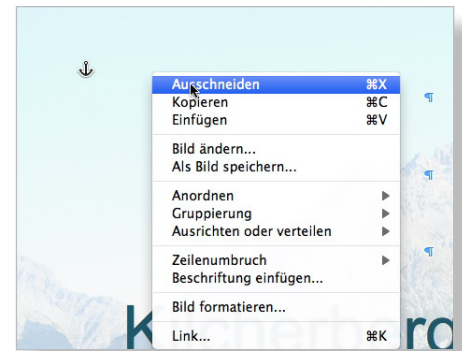 Ausschneiden ⌘X
Kopieren ⌘C
Einfügen ⌘V
Bild ändern...
Als Bild speichern...
Anordnen
Gruppierung
Ausrichten oder verteilen
Zeilenumbruch
Beschriftung einfügen...
Bild formatieren...
Link... ⌘K